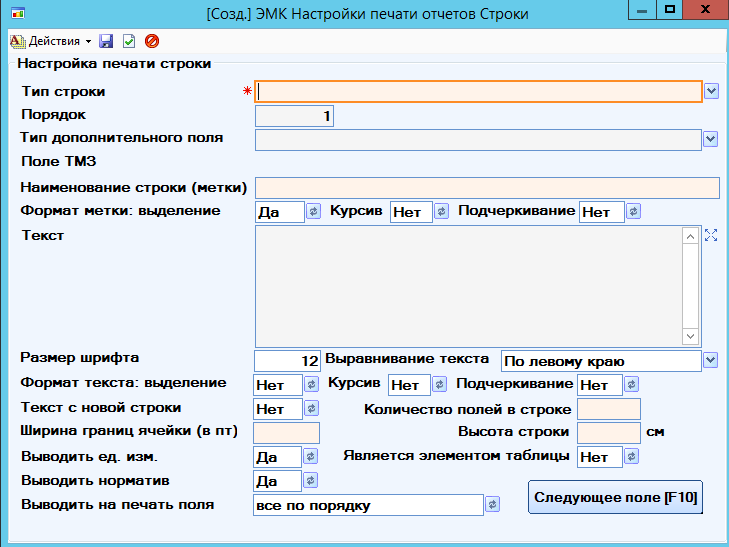 [Созд.] ЭМК Настройки печати отчетов Строки
Действия
Настройка печати строки
Тип строки *
Порядок 1
Тип дополнительного поля
Поле ТМЗ
Наименование строки (метки)
Формат метки: выделение Да Курсив Нет Подчеркивание Нет
Текст
Размер шрифта 12 Выравнивание текста По левому краю
Формат текста: выделение Нет Курсив Нет Подчеркивание Нет
Текст с новой строки Нет Количество полей в строке
Ширина границ ячейки (в пт) Высота строки см
Выводить ед. изм. Да Является элементом таблицы Нет
Выводить норматив Да
Выводить на печать поля все по порядку
Следующее поле [F10]